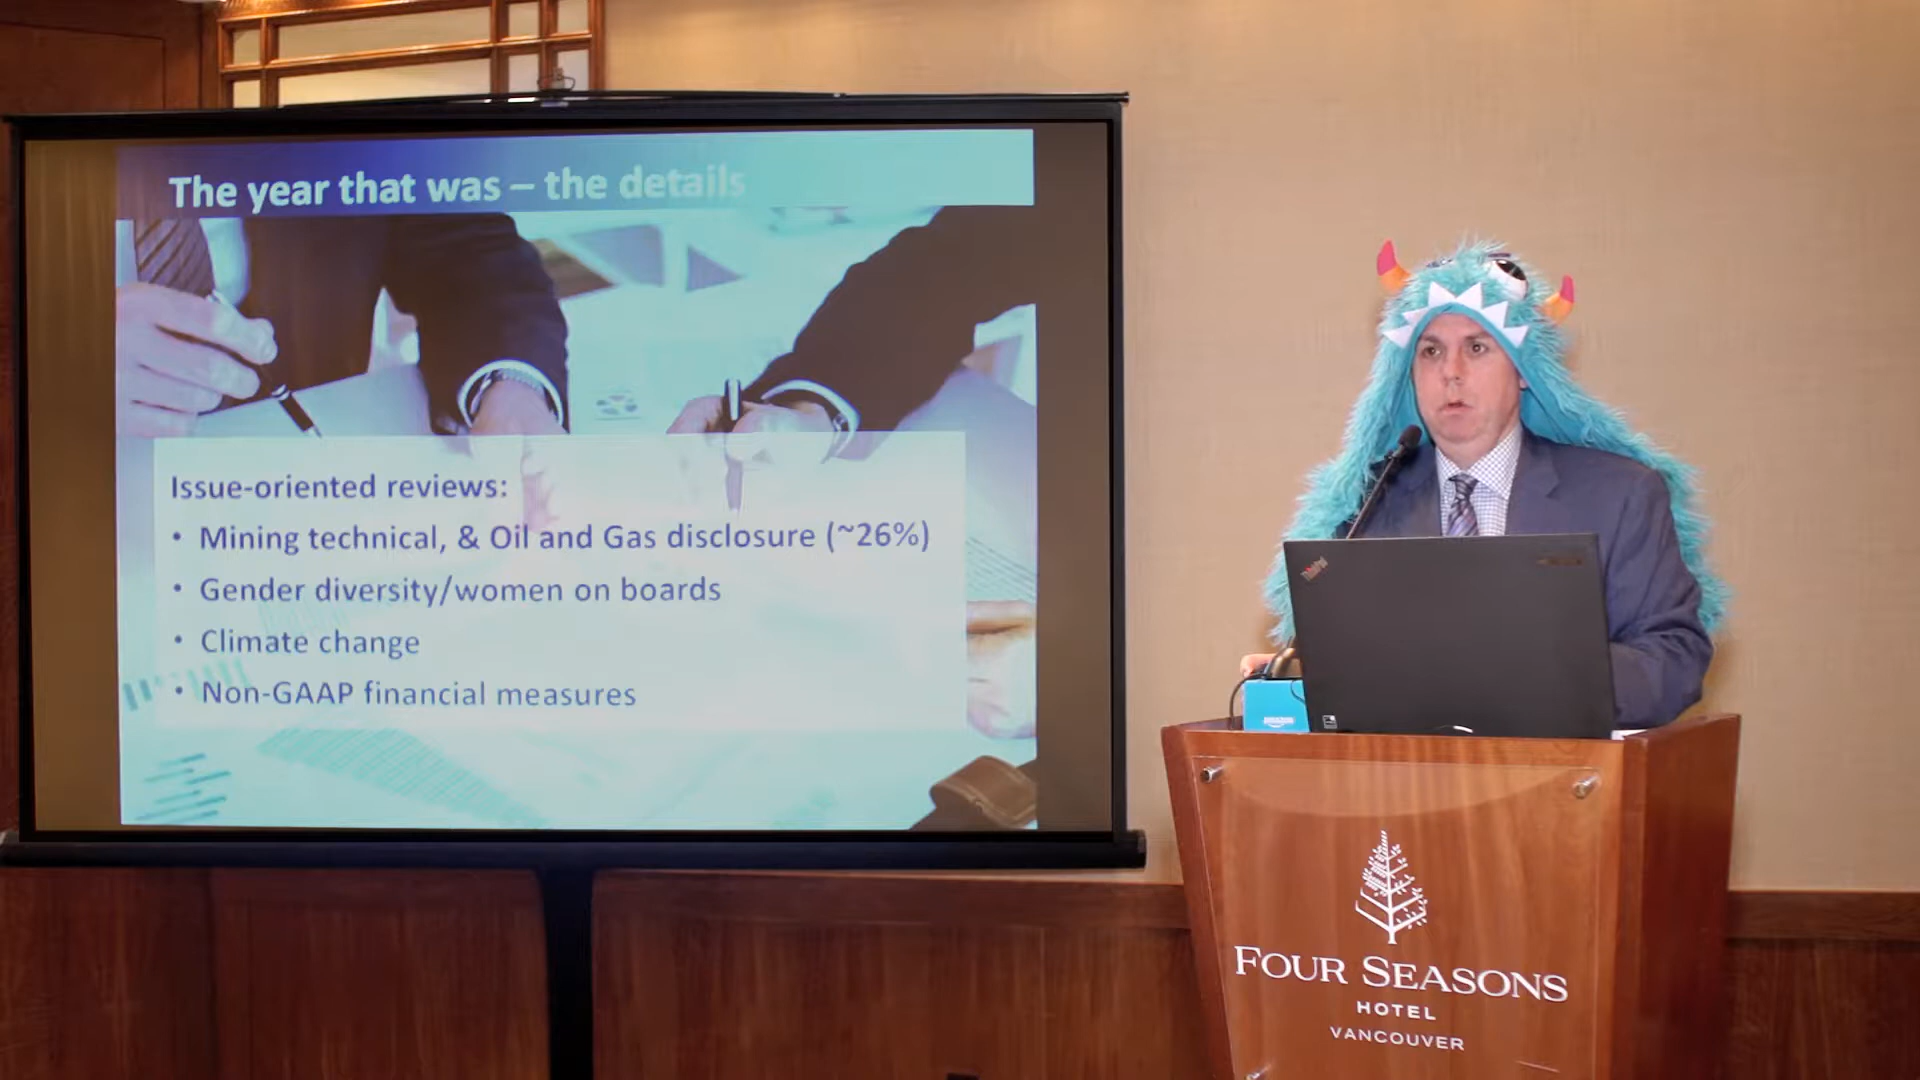 The year that was – the details
Issue-oriented reviews:
• Mining technical, & Oil and Gas disclosure (~26%)
• Gender diversity/women on boards
• Climate change
• Non-GAAP financial measures
ThinkPad
amazon
FOUR SEASONS
HOTEL
VANCOUVER